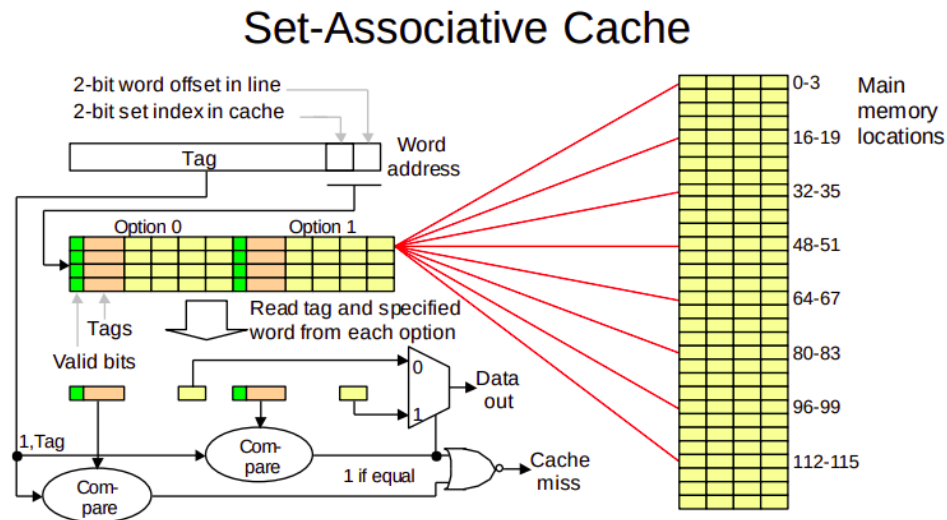 Set-Associative Cache
2-bit word offset in line
2-bit set index in cache
Tag
Word
address
Option 0
Option 1
Read tag and specified
word from each option
Tags
Valid bits
0
1
Data
out
1,Tag
Com-
pare
1 if equal
Com-
pare
Cache
miss
0-3
16-19
32-35
48-51
64-67
80-83
96-99
112-115
Main
memory
locations